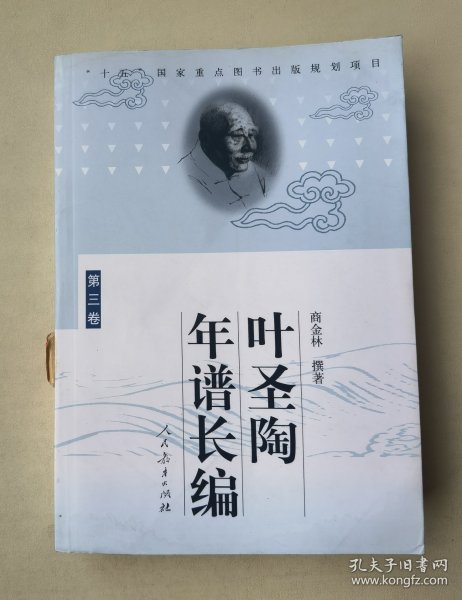 "十五"国家重点图书出版规划项目
第三卷
商金林 撰著
叶圣陶
年谱长编
人民教育出版社
孔夫子旧书网
www.kongfz.com